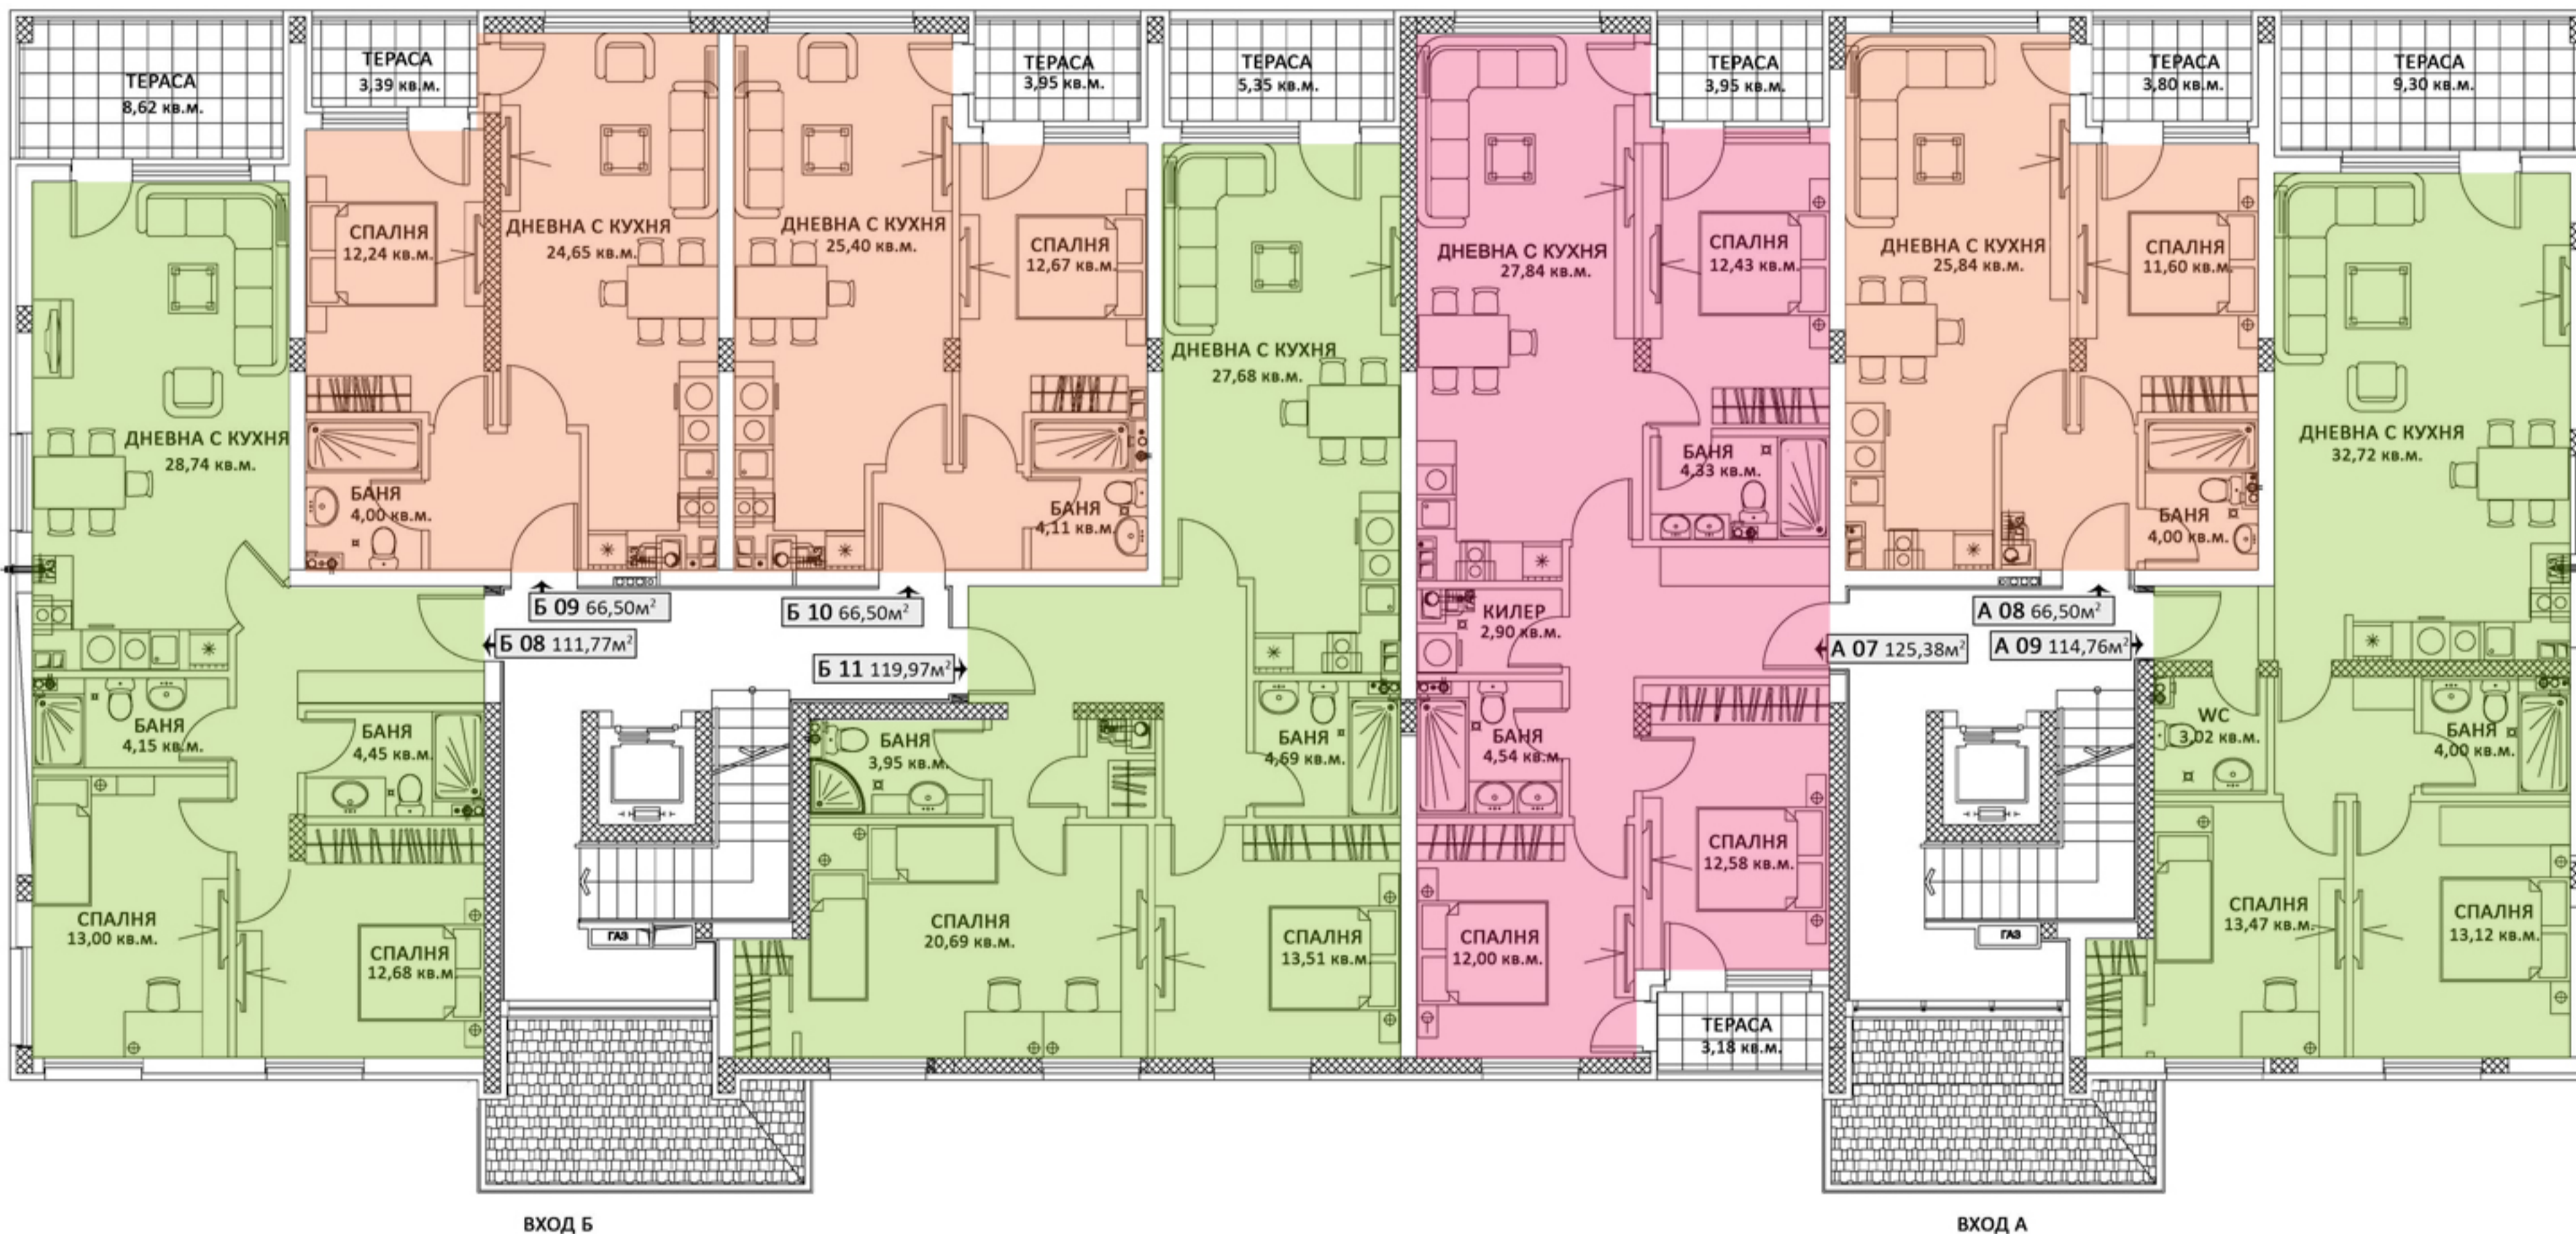 ТЕРАСА
8,62 кв.м.
ТЕРАСА
3,39 кв.м.
ТЕРАСА
3,95 кв.м.
ТЕРАСА
5,35 кв.м.
ТЕРАСА
3,95 кв.м.
ТЕРАСА
3,80 кв.м.
ТЕРАСА
9,30 кв.м.
СПАЛНЯ
12,24 кв.м.
ДНЕВНА С КУХНЯ
24,65 кв.м.
ДНЕВНА С КУХНЯ
25,40 кв.м.
СПАЛНЯ
12,67 кв.м.
ДНЕВНА С КУХНЯ
27,84 кв.м.
СПАЛНЯ
12,43 кв.м.
ДНЕВНА С КУХНЯ
25,84 кв.м.
СПАЛНЯ
11,60 кв.м.
ДНЕВНА С КУХНЯ
27,68 кв.м.
ДНЕВНА С КУХНЯ
28,74 кв.м.
ДНЕВНА С КУХНЯ
32,72 кв.м.
БАНЯ
4,00 кв.м.
БАНЯ
4,11 кв.м.
БАНЯ
4,33 кв.м.
БАНЯ
4,00 кв.м.
ГАЗ
ГАЗ
ГАЗ
ГАЗ
ГАЗ
ГАЗ
Б 09 66,50м²
Б 10 66,50м²
Б 08 111,77м²
Б 11 119,97м²
КИЛЕР
2,90 кв.м.
А 08 66,50м²
А 07 125,38м²
А 09 114,76м²
БАНЯ
4,15 кв.м.
БАНЯ
4,45 кв.м.
БАНЯ
3,95 кв.м.
БАНЯ
4,69 кв.м.
БАНЯ
4,54 кв.м.
WC
3,02 кв.м.
БАНЯ
4,00 кв.м.
СПАЛНЯ
13,00 кв.м.
СПАЛНЯ
12,68 кв.м.
СПАЛНЯ
20,69 кв.м.
СПАЛНЯ
13,51 кв.м.
СПАЛНЯ
12,00 кв.м.
СПАЛНЯ
12,58 кв.м.
СПАЛНЯ
13,47 кв.м.
СПАЛНЯ
13,12 кв.м.
ГАЗ
ГАЗ
ТЕРАСА
3,18 кв.м.
ВХОД Б
ВХОД А